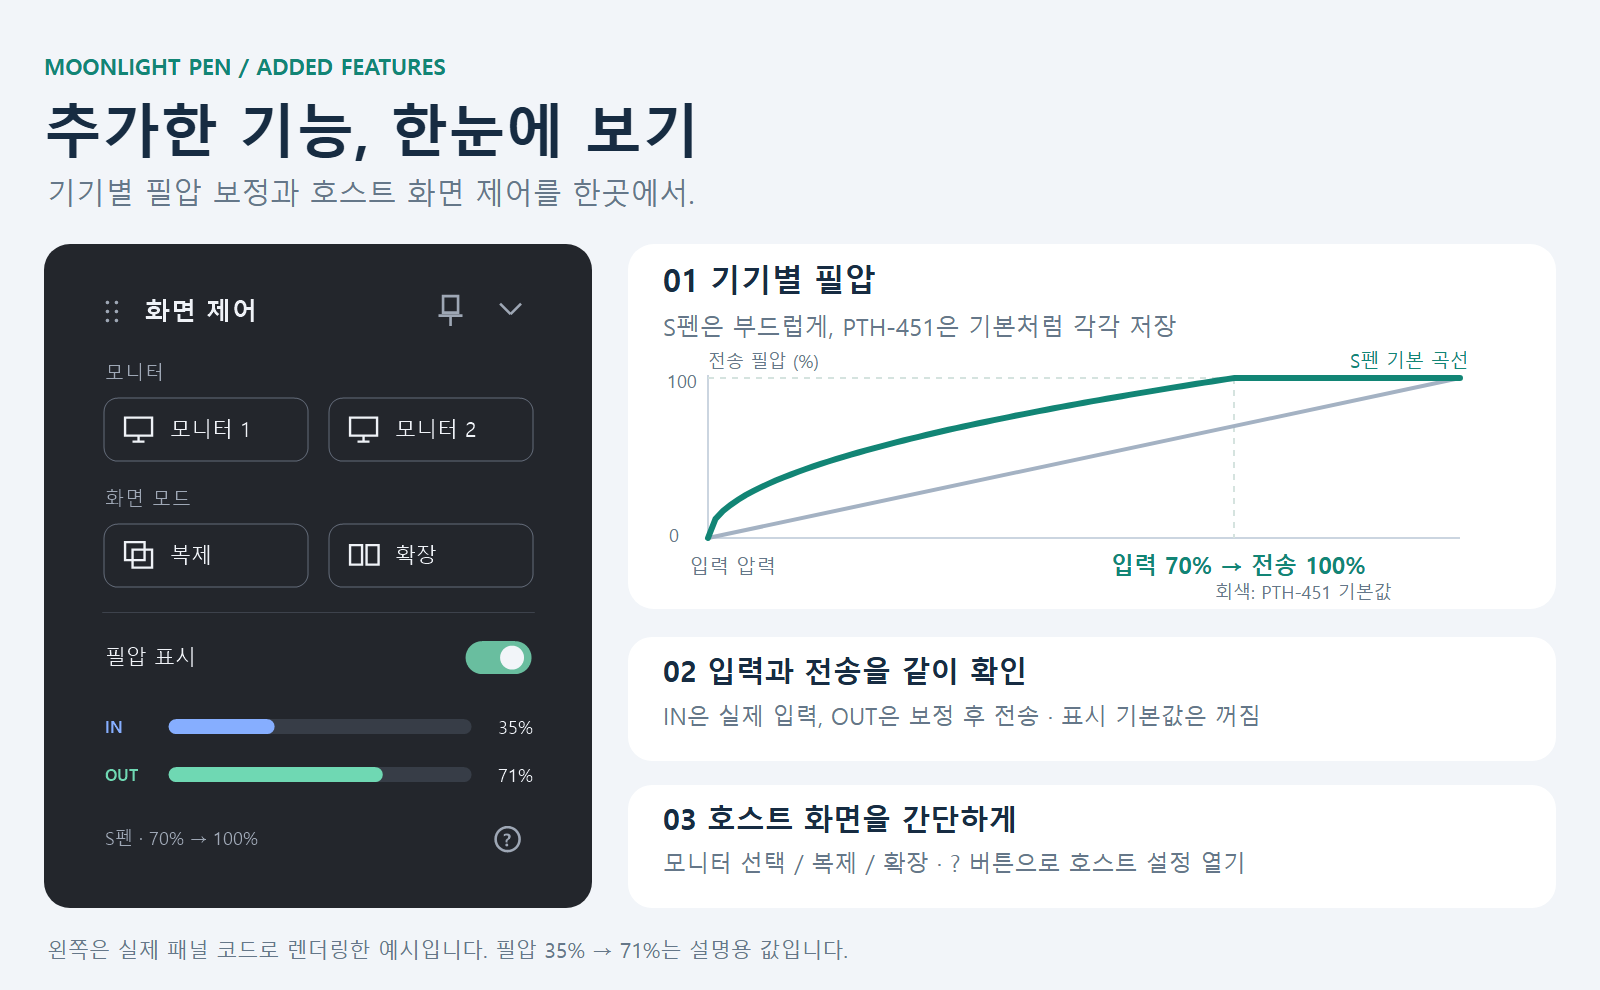 MOONLIGHT PEN / ADDED FEATURES
추가한 기능, 한눈에 보기
기기별 필압 보정과 호스트 화면 제어를 한곳에서.
화면 제어
모니터
모니터 1
모니터 2
화면 모드
복제
확장
필압 표시
IN
35%
OUT
71%
S펜 · 70% → 100%
?
01 기기별 필압
S펜은 부드럽게, PTH-451은 기본처럼 각각 저장
전송 필압 (%)
S펜 기본 곡선
100
0
입력 압력
입력 70% → 전송 100%
회색: PTH-451 기본값
02 입력과 전송을 같이 확인
IN은 실제 입력, OUT은 보정 후 전송 · 표시 기본값은 꺼짐
03 호스트 화면을 간단하게
모니터 선택 / 복제 / 확장 · ? 버튼으로 호스트 설정 열기
왼쪽은 실제 패널 코드로 렌더링한 예시입니다. 필압 35% → 71%는 설명용 값입니다.